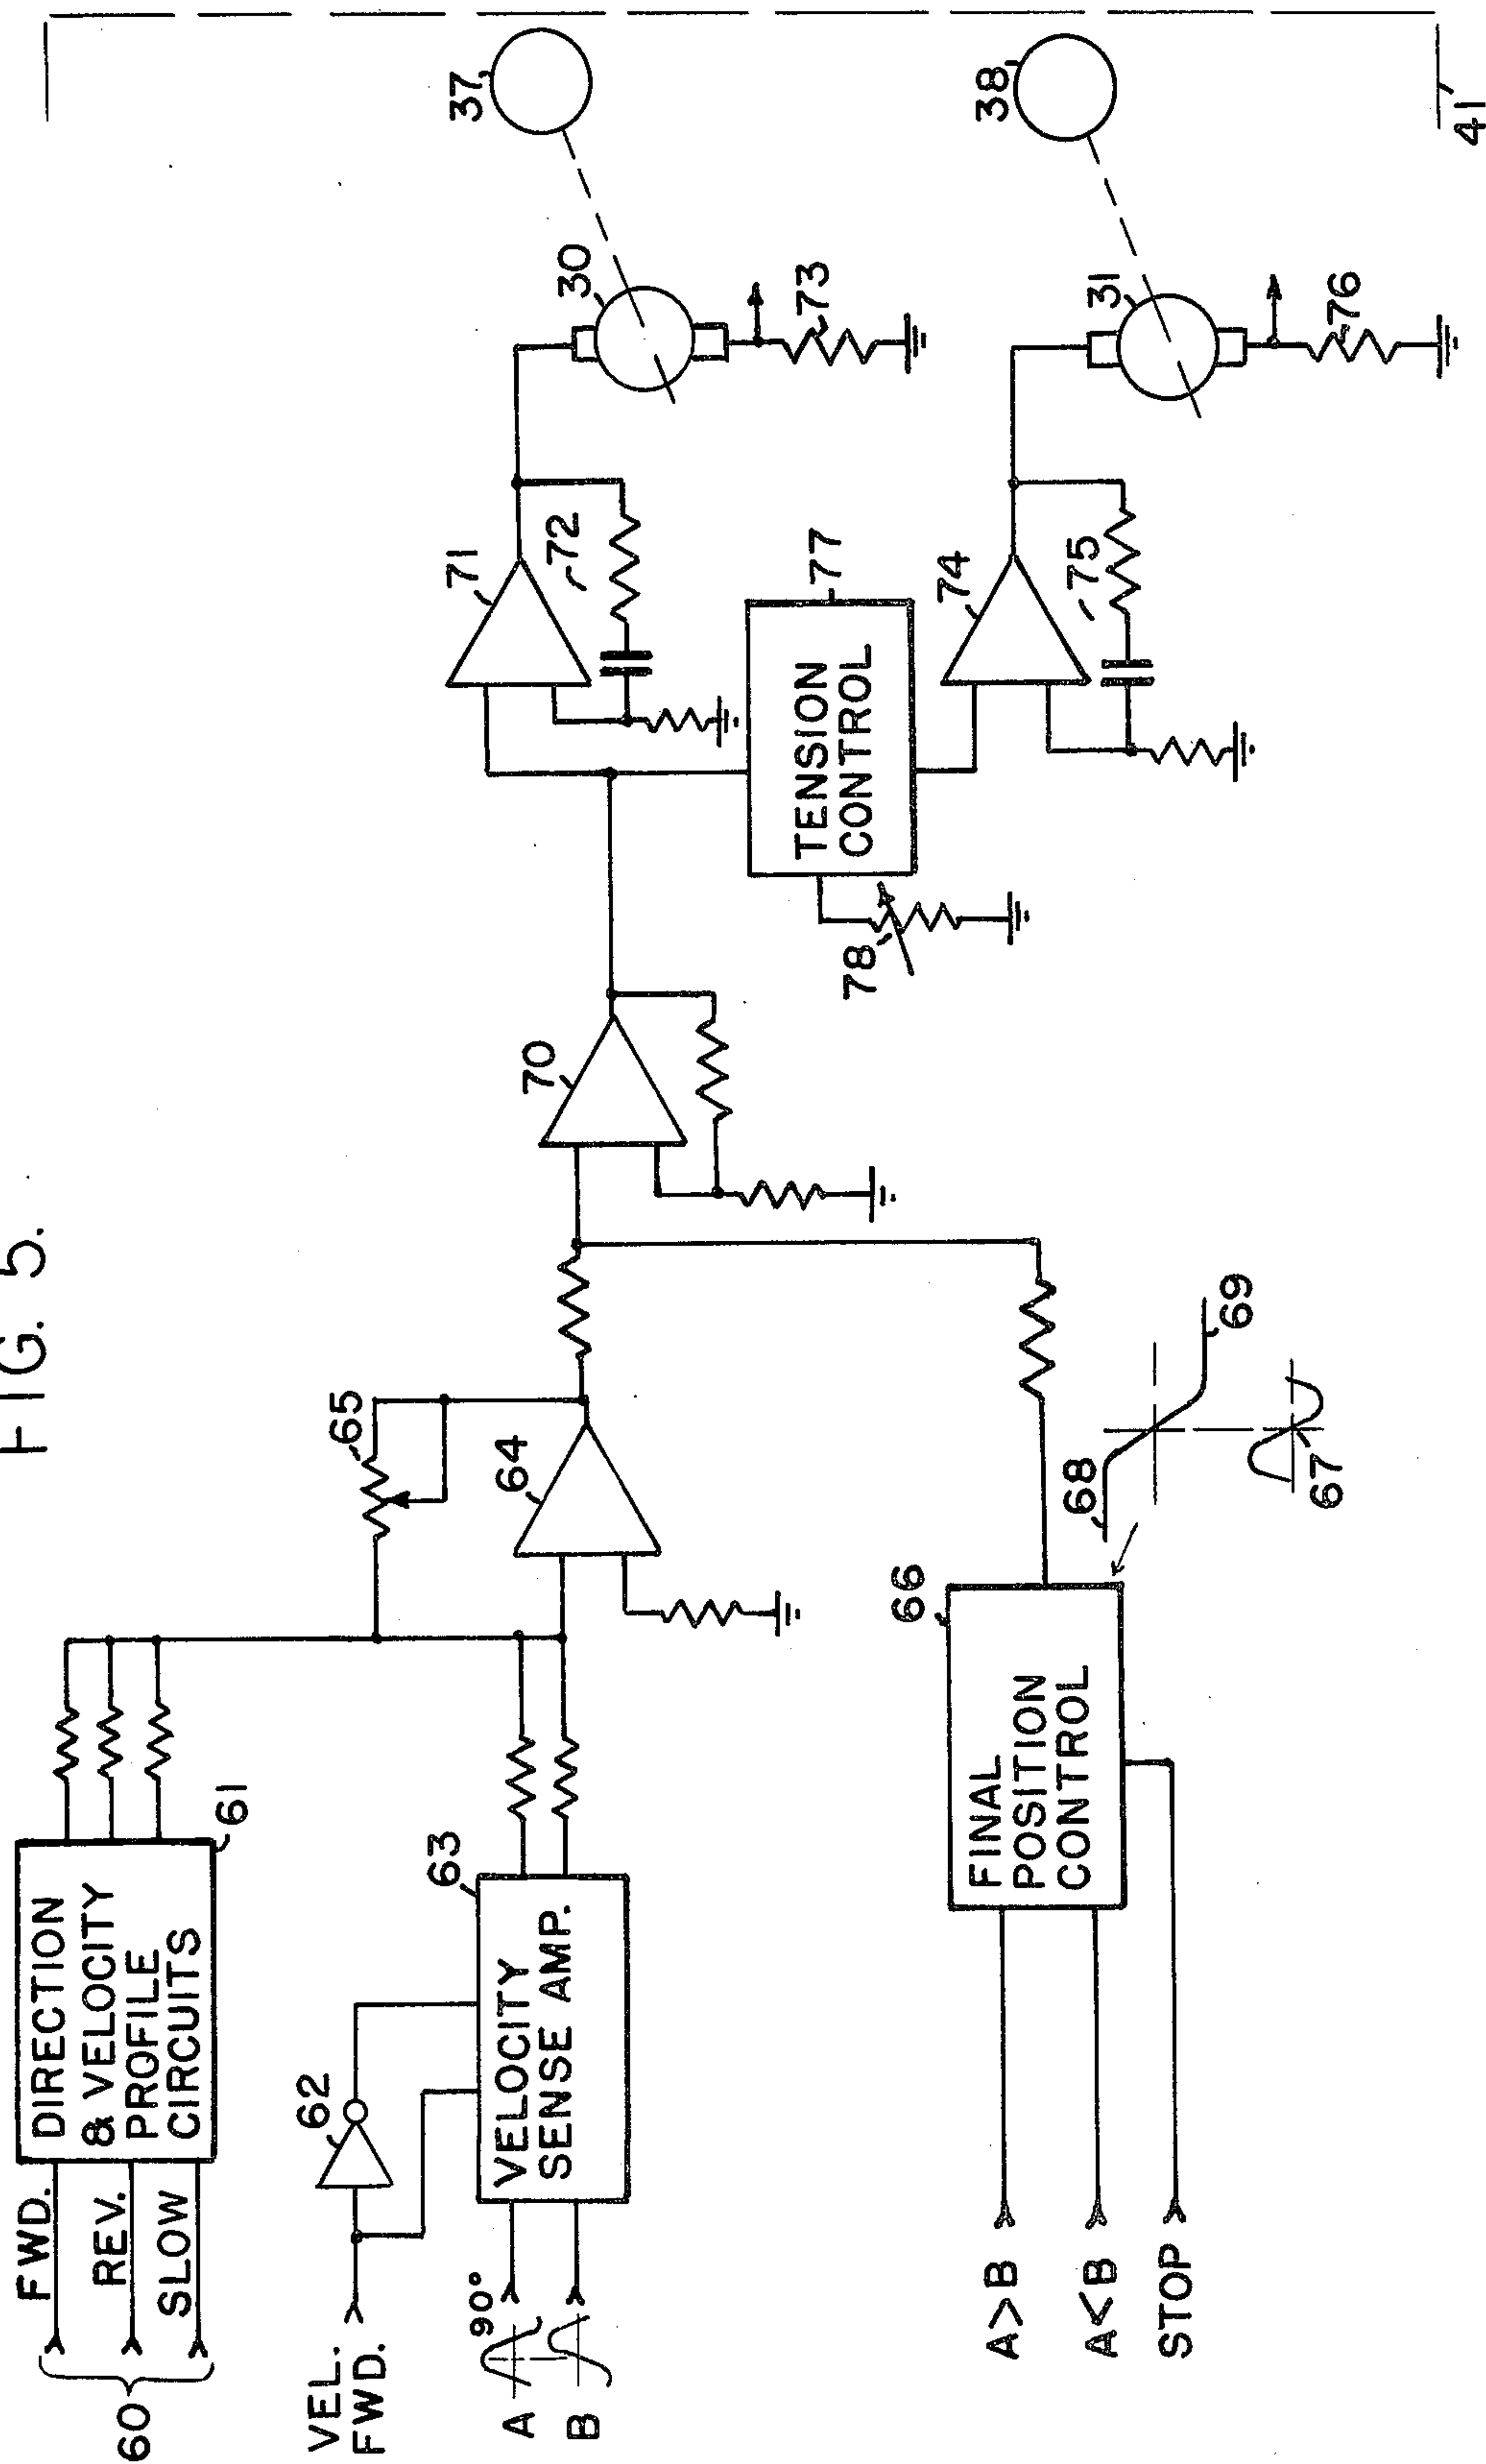 FIG. 5.
60
FWD.
REV.
SLOW
DIRECTION
& VELOCITY
PROFILE
CIRCUITS
61
VEL.
FWD.
62
A
90°
B
VELOCITY
SENSE AMP.
63
65
64
A>B
A<B
STOP
FINAL
POSITION
CONTROL
66
68
69
67
70
71
72
TENSION
CONTROL
77
78
74
75
30
73
31
76
37
38
41